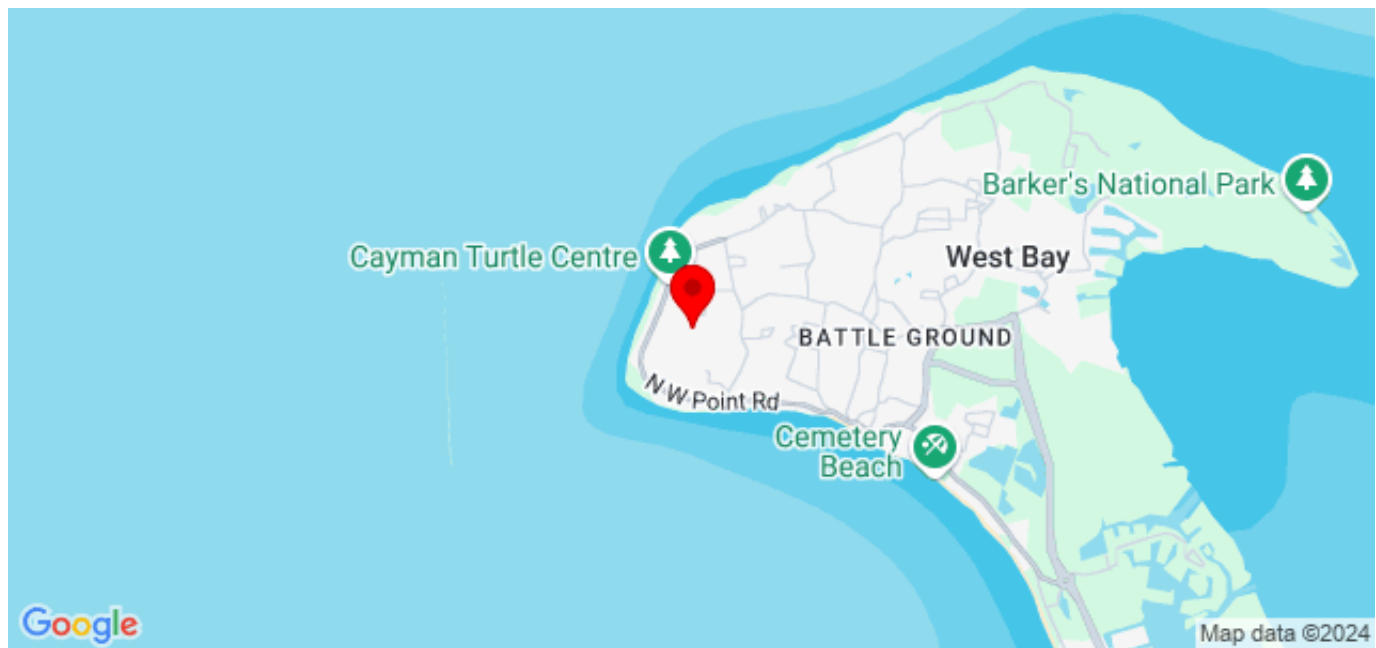 Barker's National Park
Cayman Turtle Centre
West Bay
BATTLE GROUND
N W Point Rd
Cemetery
Beach
Google
Map data ©2024